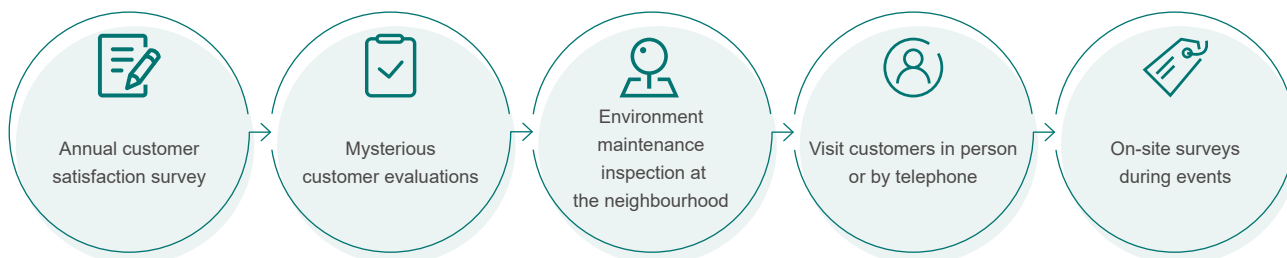 Annual customer
satisfaction survey
Mysterious
customer evaluations
Environment
maintenance
inspection at
the neighbourhood
Visit customers in person
or by telephone
On-site surveys
during events